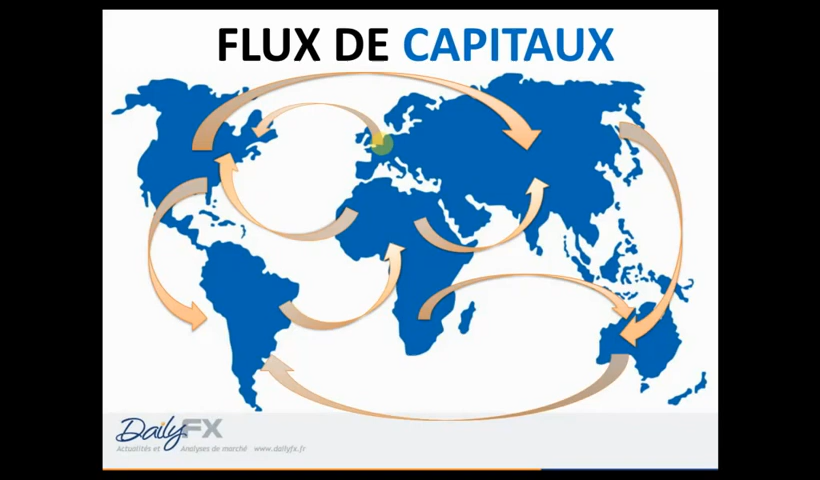 FLUX DE CAPITAUX
DailyFX
Actualités et Analyses de marché www.dailyfx.fr